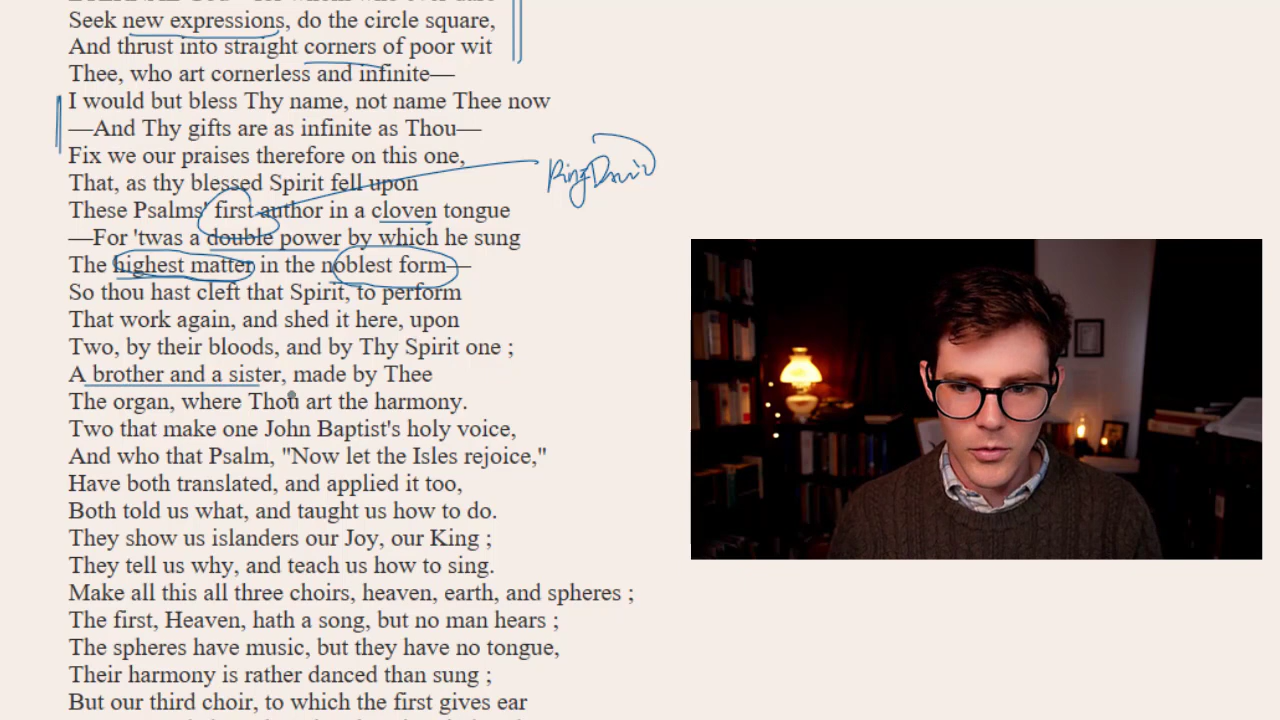 Seek new expressions, do the circle square,
And thrust into straight corners of poor wit
Thee, who art cornerless and infinite—
I would but bless Thy name, not name Thee now
—And Thy gifts are as infinite as Thou—
Fix we our praises therefore on this one,
That, as thy blessed Spirit fell upon
These Psalms' first author in a cloven tongue
—For 'twas a double power by which he sung
The highest matter in the noblest form—
So thou hast cleft that Spirit, to perform
That work again, and shed it here, upon
Two, by their bloods, and by Thy Spirit one ;
A brother and a sister, made by Thee
The organ, where Thou art the harmony.
Two that make one John Baptist's holy voice,
And who that Psalm, "Now let the Isles rejoice,"
Have both translated, and applied it too,
Both told us what, and taught us how to do.
They show us islanders our Joy, our King ;
They tell us why, and teach us how to sing.
Make all this all three choirs, heaven, earth, and spheres ;
The first, Heaven, hath a song, but no man hears ;
The spheres have music, but they have no tongue,
Their harmony is rather danced than sung ;
But our third choir, to which the first gives ear
King David